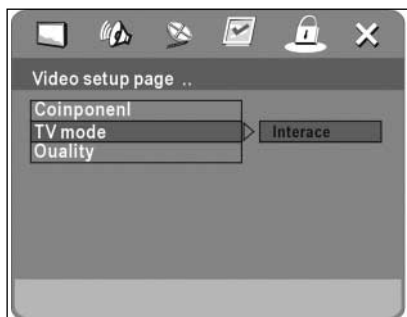 Video setup page ..
Coinponenl
TV mode
Interace
Ouality